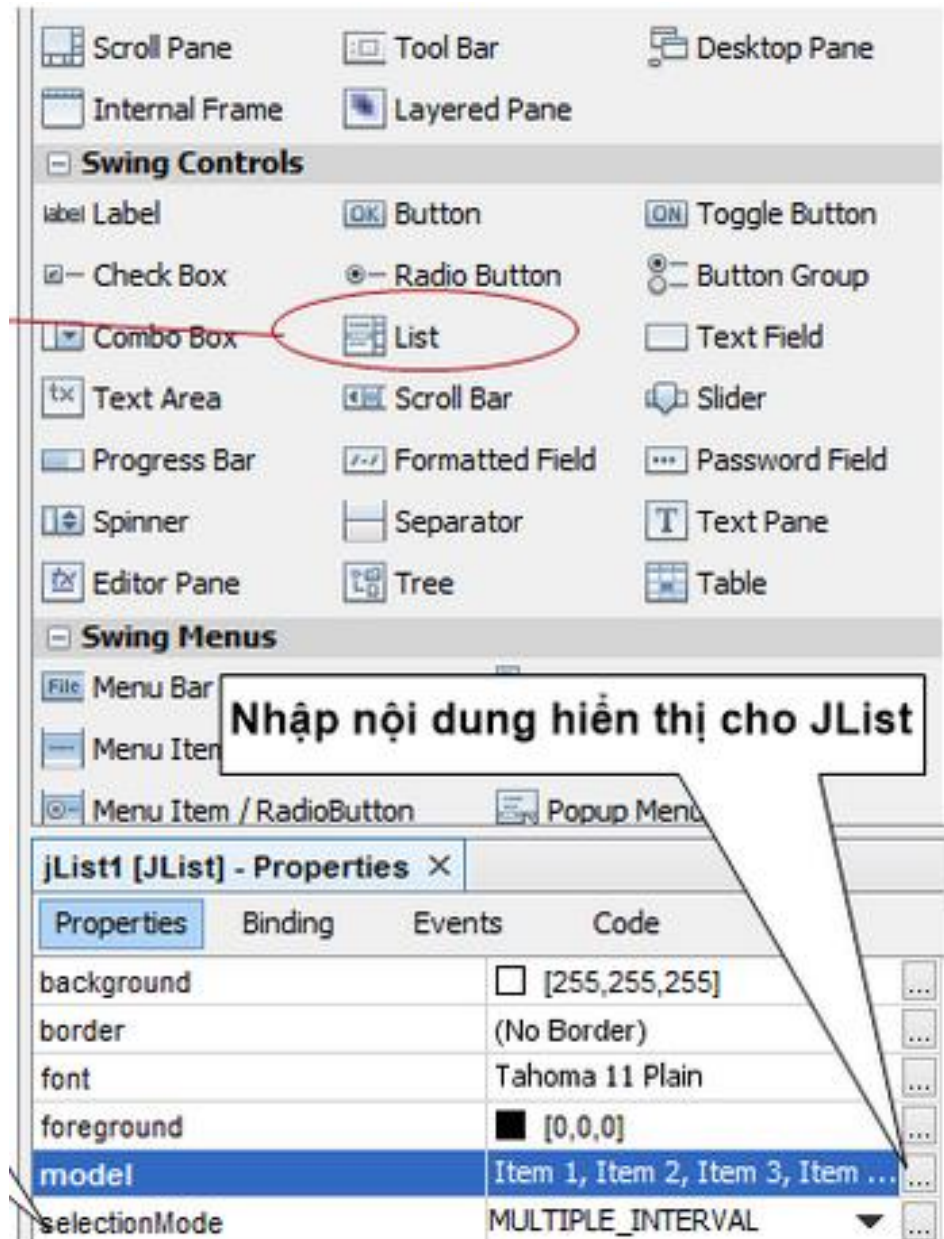 Scroll Pane Tool Bar Desktop Pane
Internal Frame Layered Pane
Swing Controls
label Label OK Button ON Toggle Button
Check Box Radio Button Button Group
Combo Box List Text Field
tx Text Area Scroll Bar Slider
Progress Bar Formatted Field Password Field
Spinner Separator T Text Pane
Editor Pane Tree Table
Swing Menus
File Menu Bar
Nhập nội dung hiển thị cho JList
Menu Item
Menu Item / RadioButton Popup Menu
jList1 [JList] - Properties ×
Properties Binding Events Code
background [255,255,255] ...
border (No Border) ...
font Tahoma 11 Plain ...
foreground [0,0,0] ...
model Item 1, Item 2, Item 3, Item ... ...
selectionMode MULTIPLE_INTERVAL ...